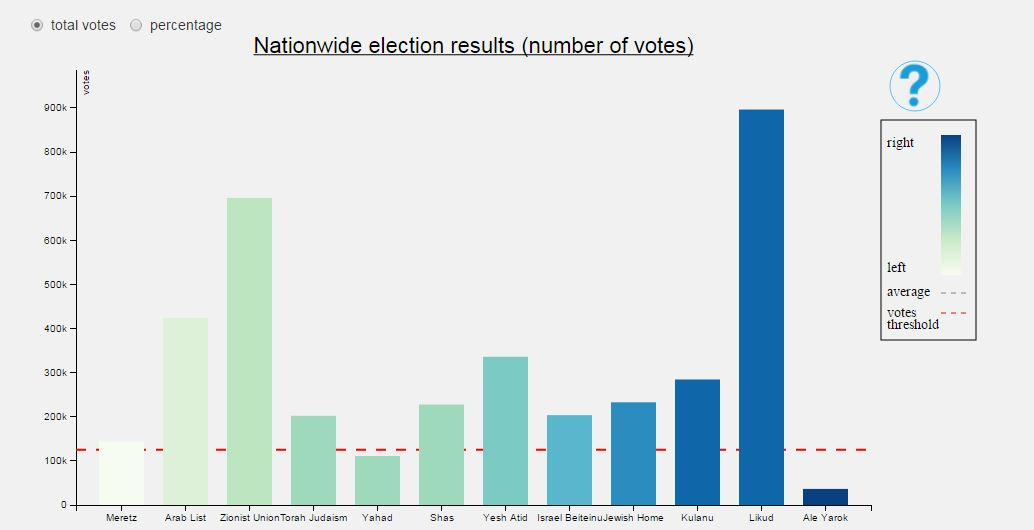 total votes percentage
Nationwide election results (number of votes)
votes
900k
800k
700k
600k
500k
400k
300k
200k
100k
0
Meretz Arab List Zionist Union Torah Judaism Yahad Shas Yesh Atid Israel Beiteinu Jewish Home Kulanu Likud Ale Yarok
?
right
left
average
votes
threshold